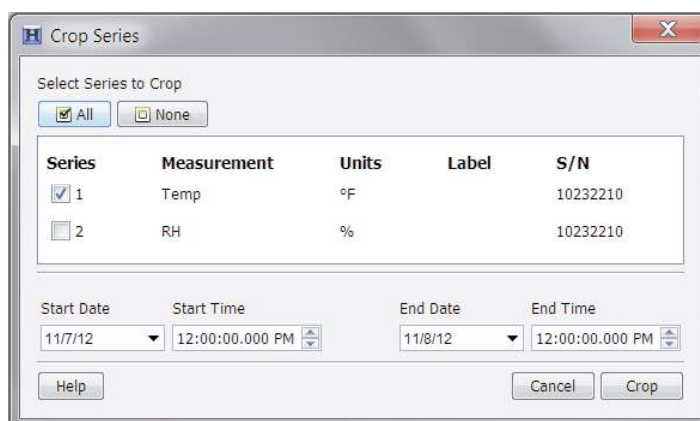 H Crop Series X
Select Series to Crop
All None
Series Measurement Units Label S/N
1 Temp °F 10232210
2 RH % 10232210
Start Date Start Time End Date End Time
11/7/12 12:00:00.000 PM 11/8/12 12:00:00.000 PM
Help Cancel Crop